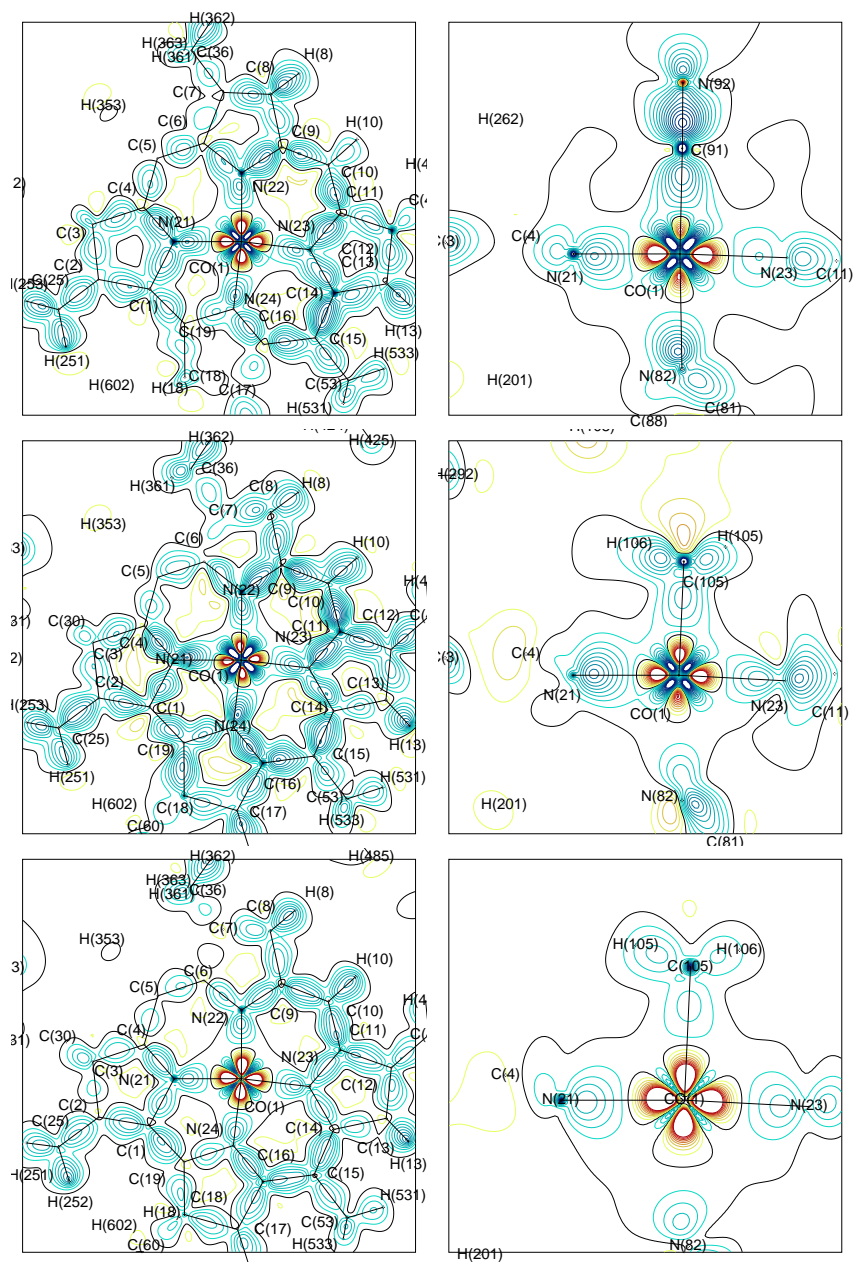 H(362)
H(363)
H(361)
C(36)
C(8)
H(8)
C(7)
H(353)
C(6)
H(10)
C(9)
C(5)
C(10)
C(4)
N(22)
C(11)
N(21)
N(23)
C(3)
C(12)
C(2)
CO(1)
C(13)
C(25)
C(14)
H(253)
C(1)
N(24)
C(16)
H(13)
C(19)
C(15)
H(251)
H(533)
H(602)
H(18)
C(18)
C(17)
C(53)
H(531)
N(92)
H(262)
C(91)
C(4)
N(21)
N(23)
C(11)
CO(1)
H(201)
N(82)
C(81)
C(88)
H(362)
H(425)
C(36)
C(8)
H(8)
H(361)
C(7)
H(353)
C(6)
H(10)
C(5)
N(22)
C(9)
C(10)
C(30)
C(4)
C(11)
C(12)
N(23)
C(3)
N(21)
C(2)
CO(1)
C(13)
H(253)
C(1)
C(14)
N(24)
C(25)
C(19)
C(15)
H(13)
H(251)
C(16)
H(531)
H(602)
C(18)
C(53)
C(60)
C(17)
H(533)
H(292)
H(106)
H(105)
C(105)
C(4)
N(21)
N(23)
CO(1)
C(11)
H(201)
N(82)
C(81)
H(362)
H(485)
H(363)
H(361)
C(36)
C(8)
H(8)
C(7)
H(353)
C(6)
C(5)
H(10)
N(22)
C(9)
C(10)
C(30)
C(4)
C(11)
C(3)
N(21)
N(23)
C(12)
C(2)
CO(1)
C(25)
N(24)
C(14)
C(1)
C(13)
H(251)
C(19)
C(16)
C(15)
H(13)
H(252)
C(18)
H(531)
H(18)
H(602)
C(53)
C(60)
C(17)
H(533)
H(105)
H(106)
C(105)
C(4)
N(21)
CO(1)
N(23)
H(201)
N(82)